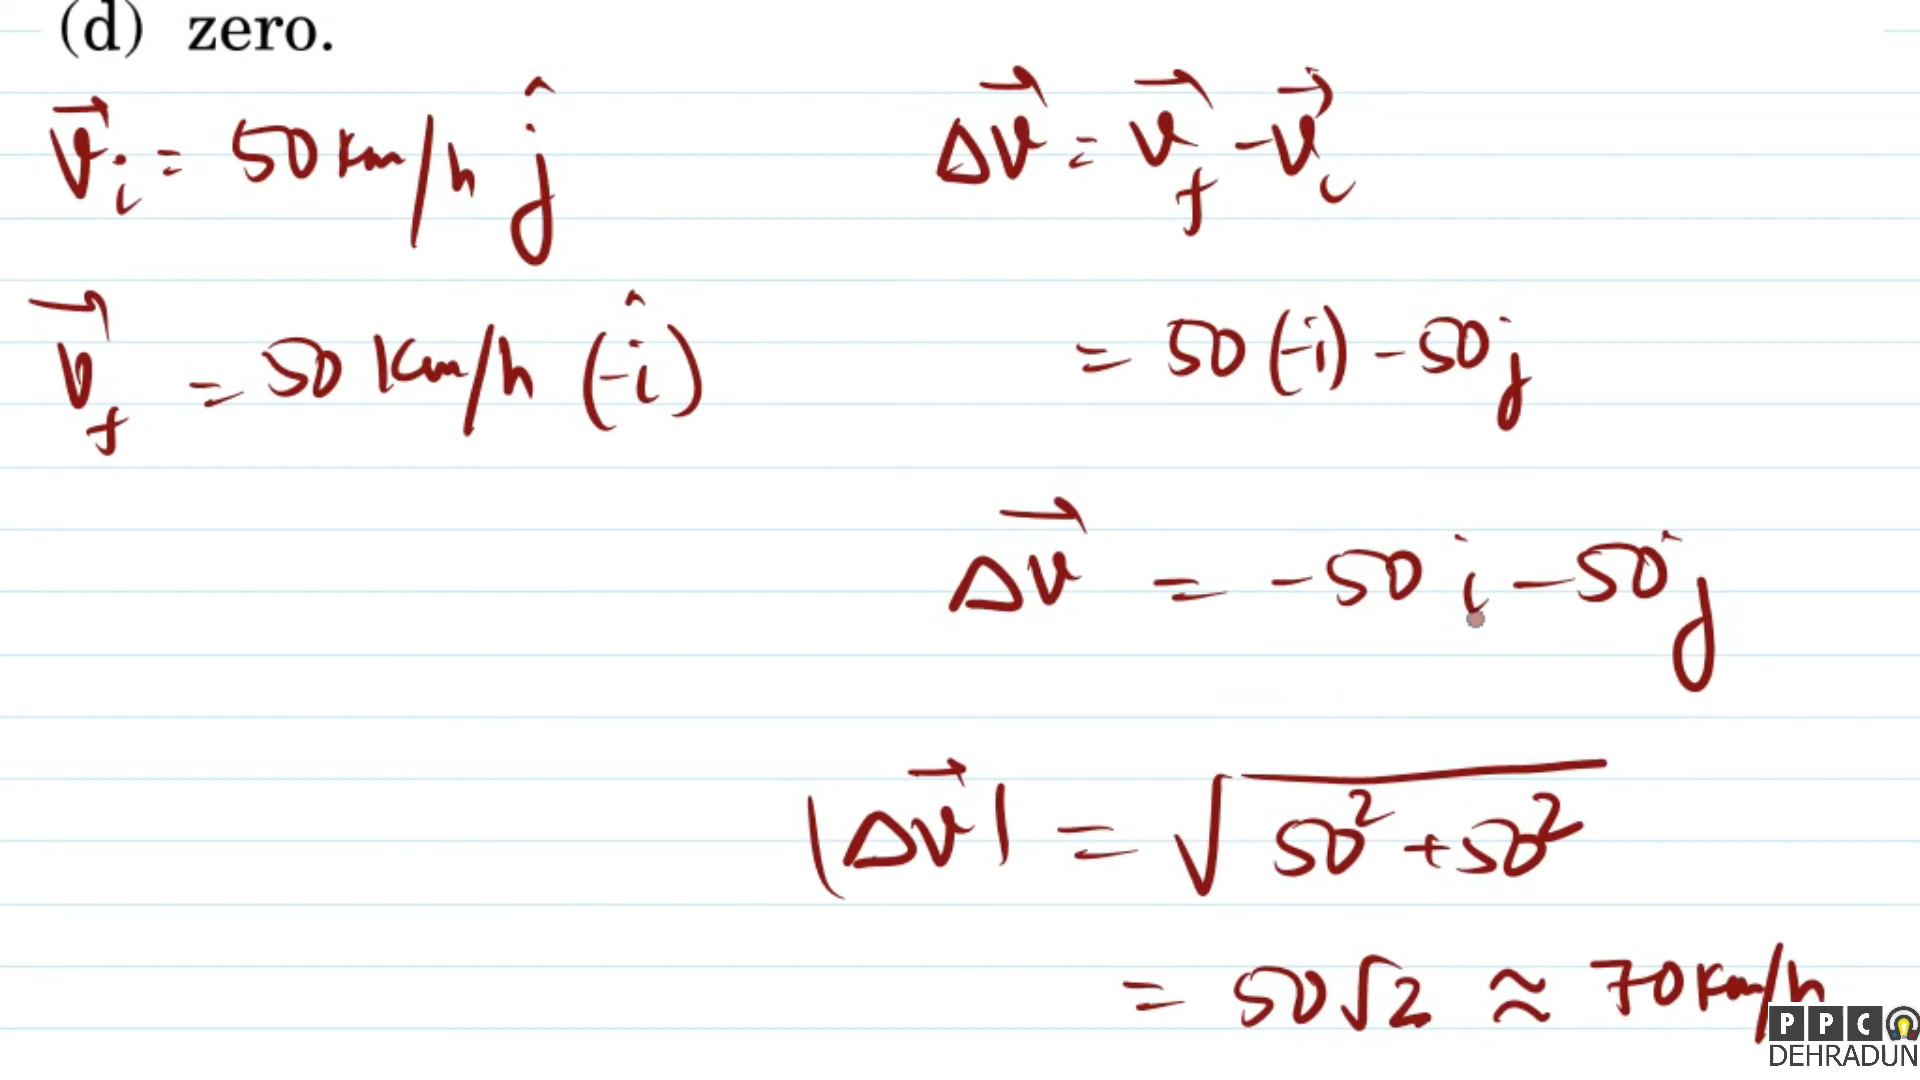 (d) zero.
v⃗ᵢ = 50 km/h ĵ
Δv⃗ = v⃗_f - v⃗ᵢ
v⃗_f = 50 Km/h (-î)
= 50 (-î) - 50 ĵ
Δv⃗ = -50 î - 50 ĵ
|Δv⃗| = √(50² + 50²)
= 50√2 ≈ 70 Km/h
PPC
DEHRADUN